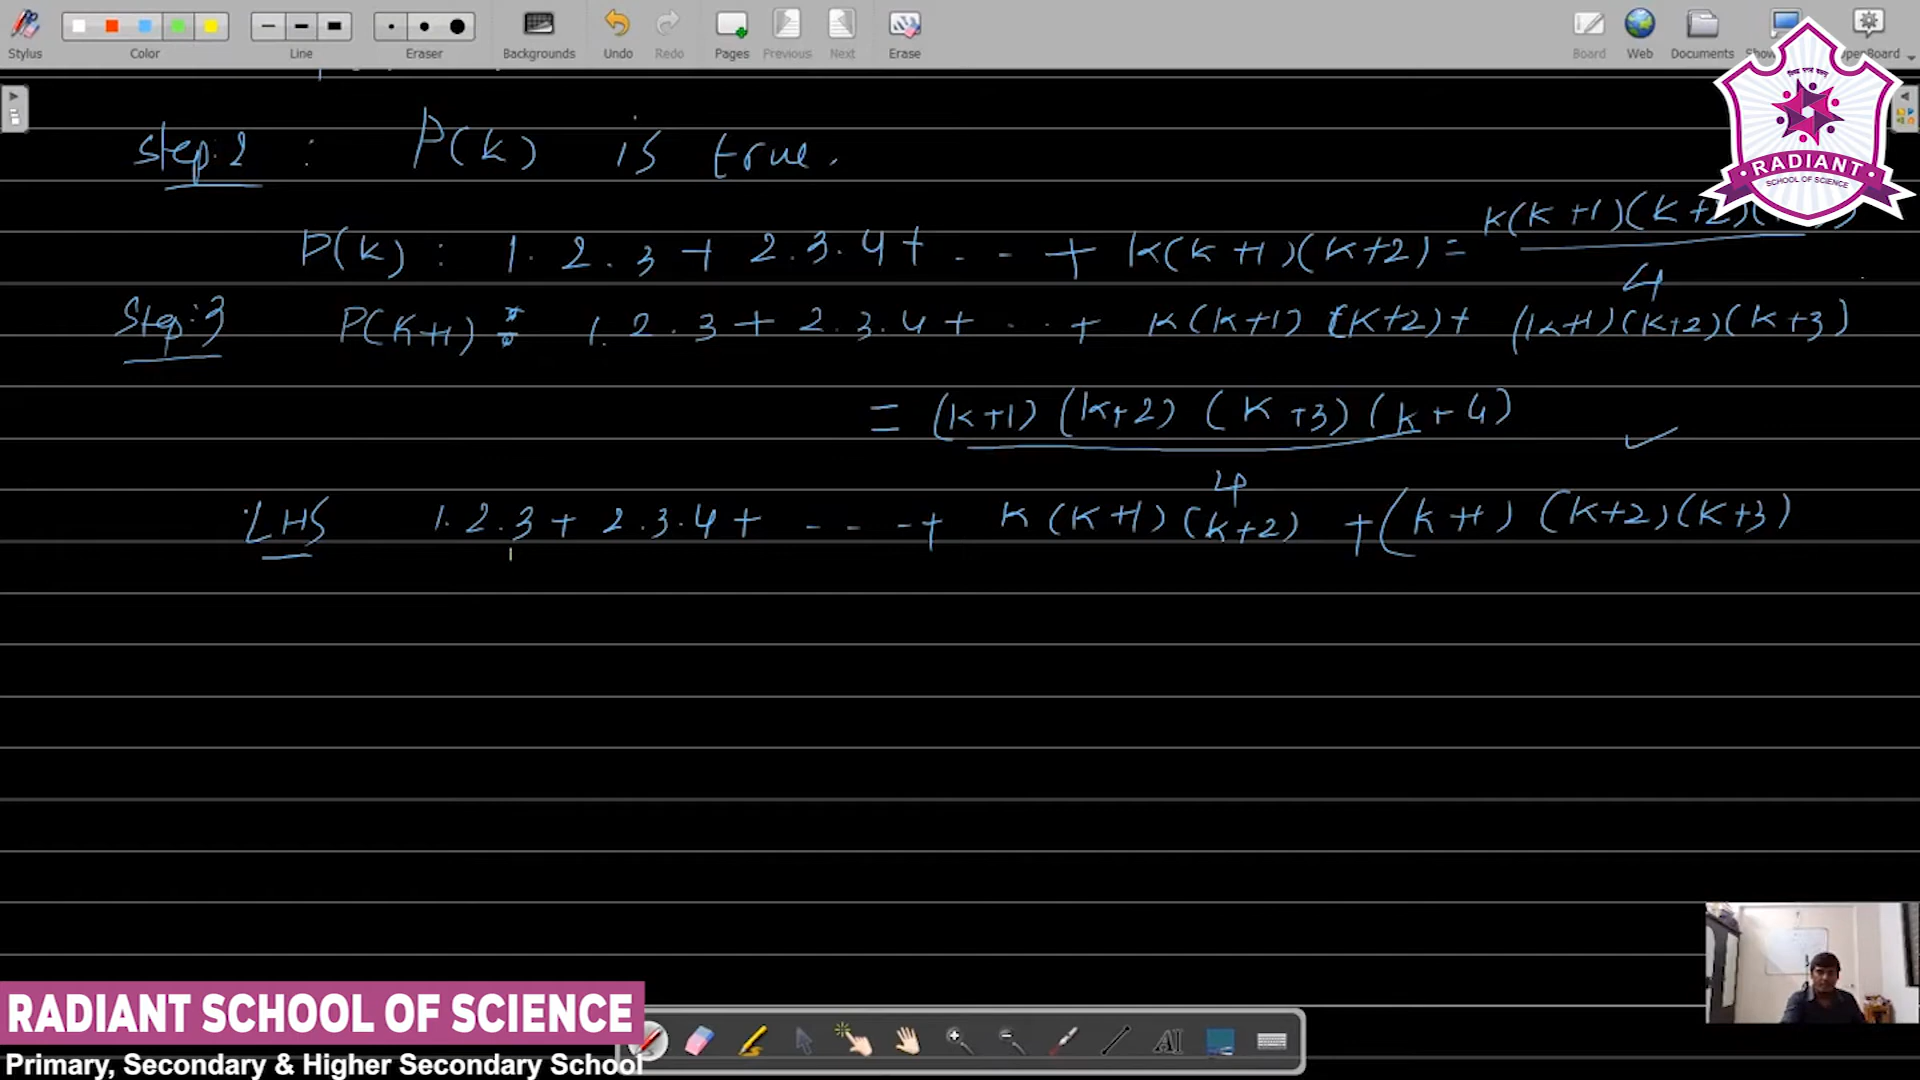 Stylus Color Line Eraser Backgrounds Undo Redo Pages Previous Next Erase Board Web Documents Show OpenBoard
Step:2 : P(k) is true.
P(k) : 1.2.3 + 2.3.4 + - - + k(k+1)(k+2) = k(k+1)(k+2)
4
Step:3 P(k+1) : 1.2.3 + 2.3.4 + .. + k(k+1)(k+2) + (k+1)(k+2)(k+3)
= (k+1)(k+2)(k+3)(k+4) ✓
4
LHS 1.2.3 + 2.3.4 + - - - + k(k+1)(k+2) + (k+1)(k+2)(k+3)
RADIANT
SCHOOL OF SCIENCE
RADIANT SCHOOL OF SCIENCE
Primary, Secondary & Higher Secondary School
AI